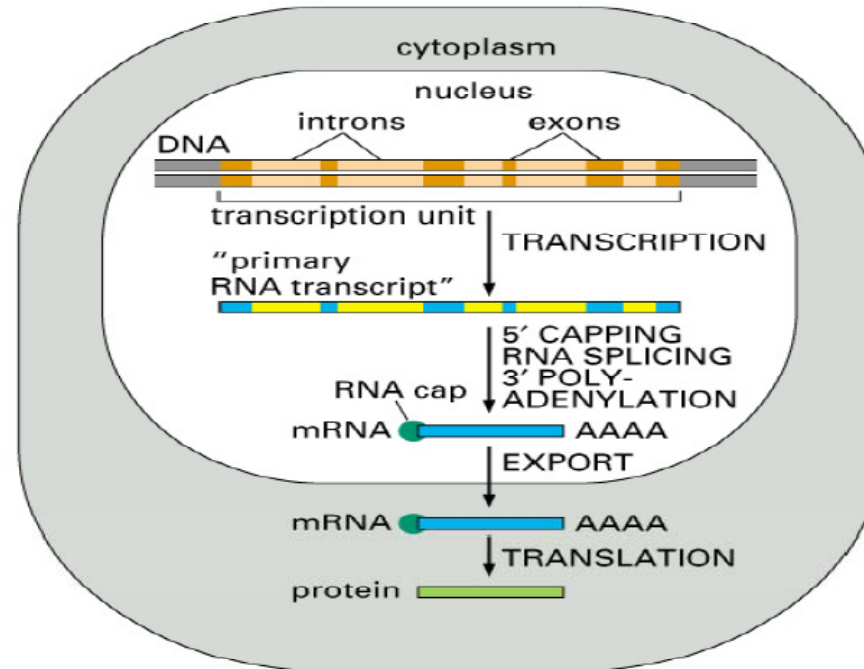 cytoplasm
nucleus
introns exons
DNA
transcription unit
TRANSCRIPTION
“primary
RNA transcript”
5′ CAPPING
RNA SPLICING
3′ POLY-
ADENYLATION
RNA cap
mRNA AAAA
EXPORT
mRNA AAAA
TRANSLATION
protein